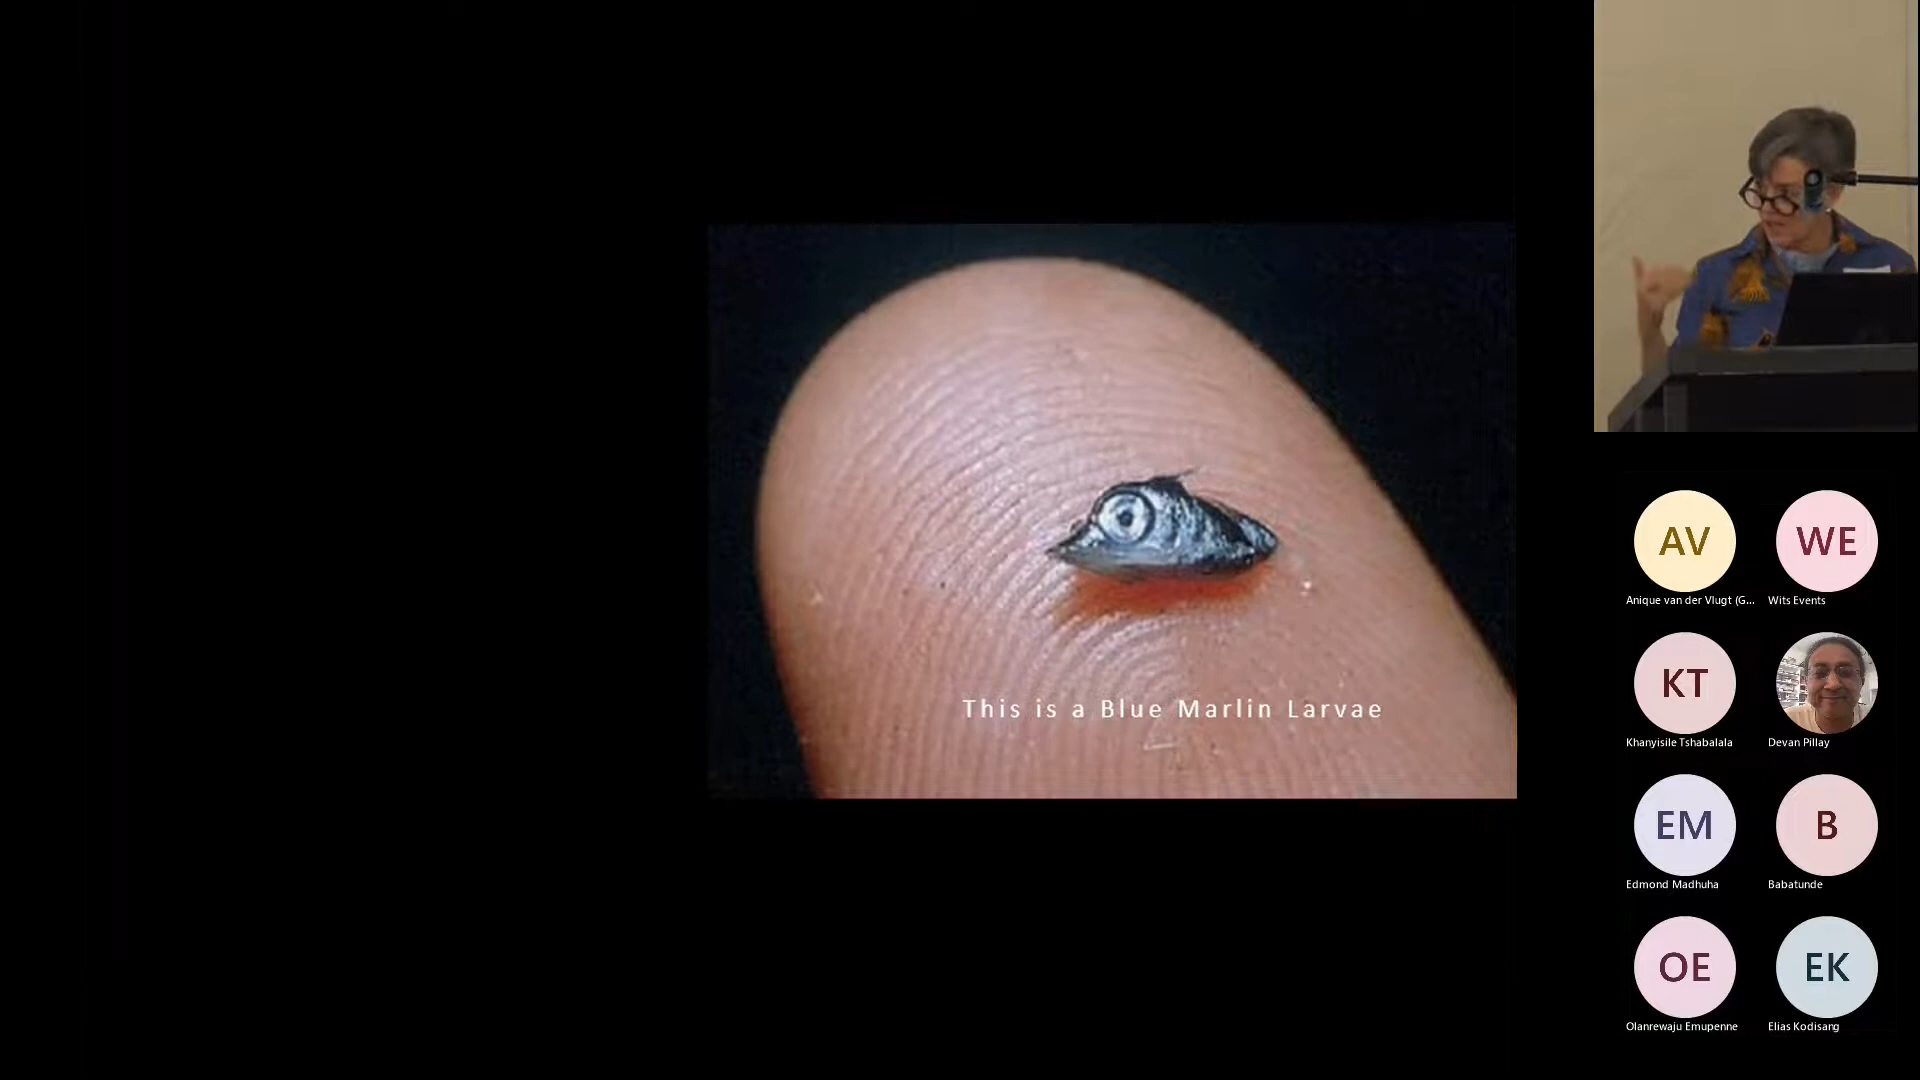 This is a Blue Marlin Larvae
AV
WE
Anique van der Vlugt (G...
Wits Events
KT
Khanyisile Tshabalala
Devan Pillay
EM
B
Edmond Madhuha
Babatunde
OE
EK
Olanrewaju Emupenne
Elias Kodisang